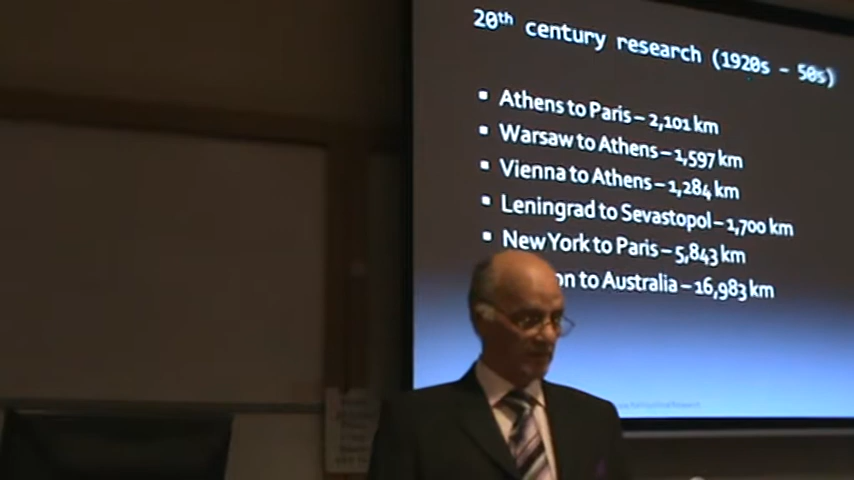 20th century research (1920s – 50s)
▪ Athens to Paris – 2,101 km
▪ Warsaw to Athens – 1,597 km
▪ Vienna to Athens – 1,284 km
▪ Leningrad to Sevastopol – 1,700 km
▪ New York to Paris – 5,843 km
on to Australia – 16,983 km